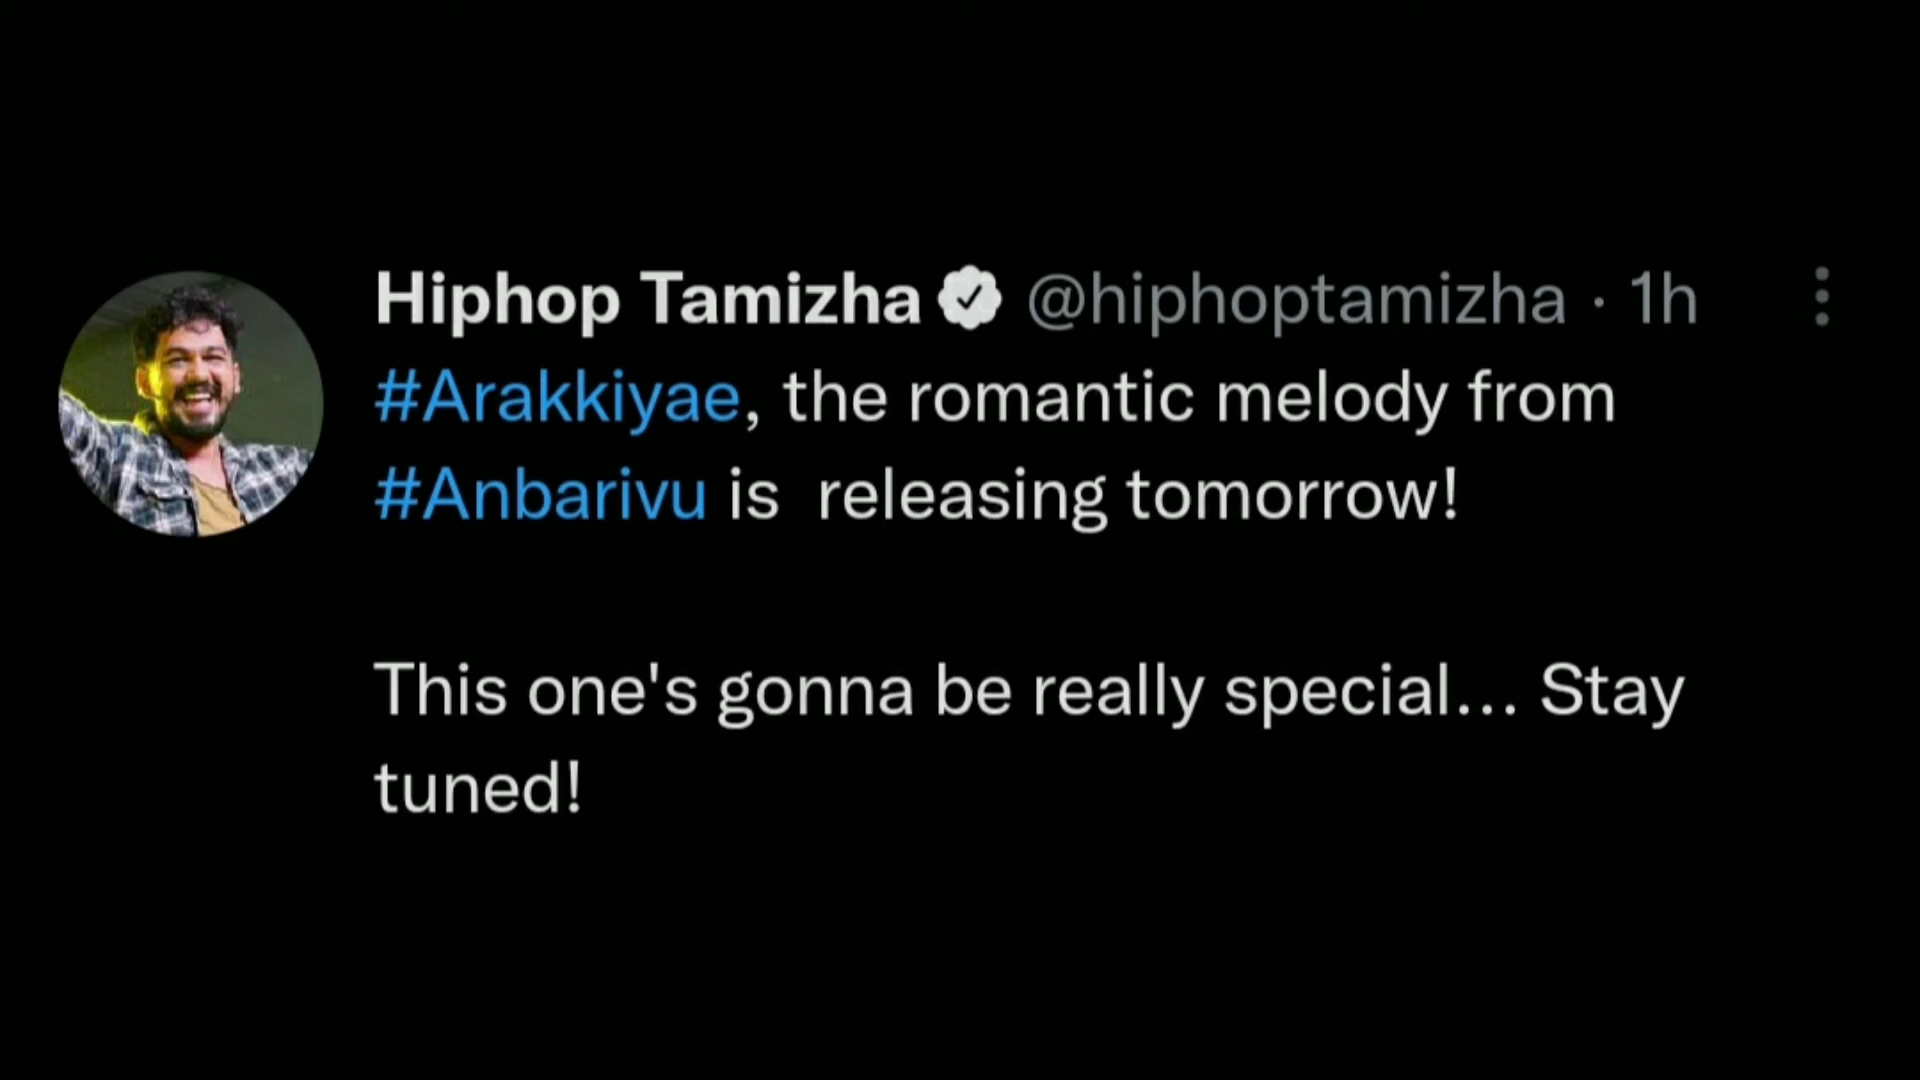 Hiphop Tamizha @hiphoptamizha · 1h
#Arakkiyae, the romantic melody from
#Anbarivu is  releasing tomorrow!
This one's gonna be really special... Stay
tuned!